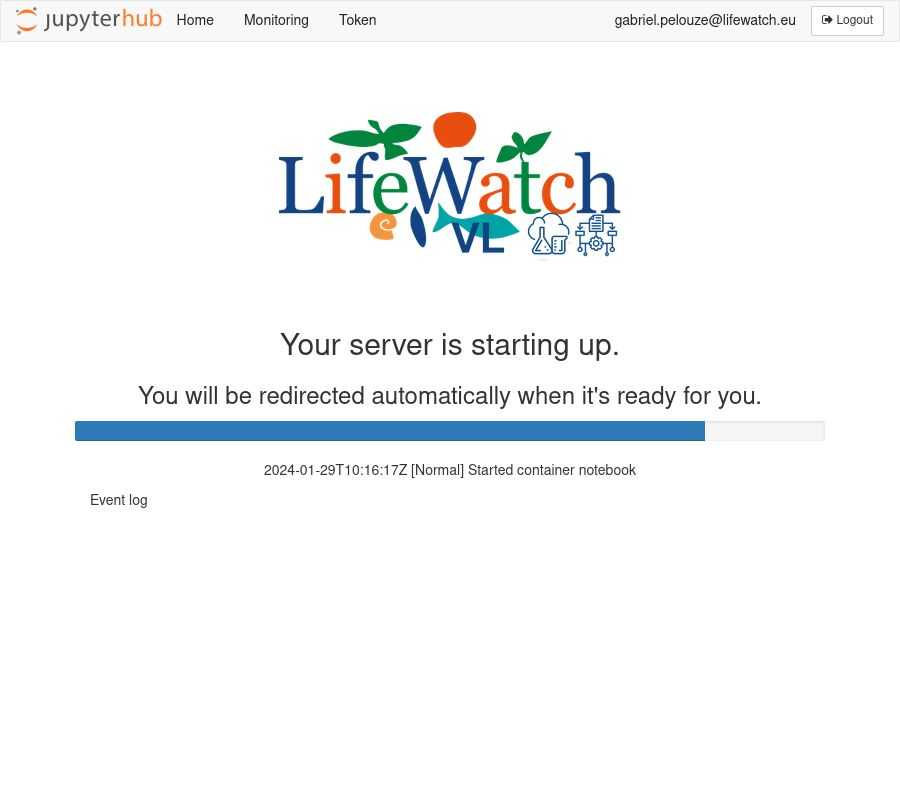 jupyterhub Home Monitoring Token gabriel.pelouze@lifewatch.eu Logout
LifeWatch
VL
Your server is starting up.
You will be redirected automatically when it's ready for you.
2024-01-29T10:16:17Z [Normal] Started container notebook
Event log